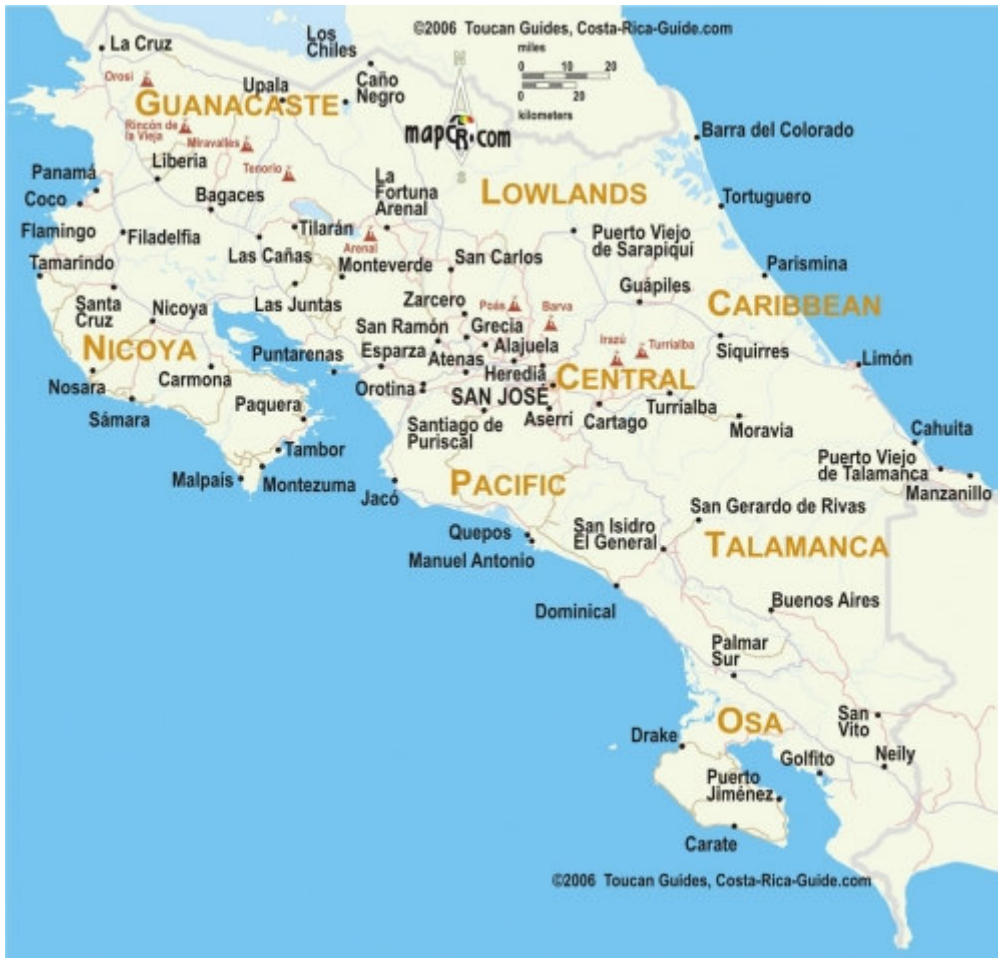 ©2006 Toucan Guides, Costa-Rica-Guide.com
miles
0 10 20
0 20
kilometers
N
mapCR.com
S
La Cruz
Los
Chiles
Orosi
Upala
Caño
Negro
GUANACASTE
Rincón de
la Vieja
Miravalles
Barra del Colorado
Liberia
Tenorio
Panamá
La
Fortuna
Arenal
LOWLANDS
Coco
Bagaces
Tortuguero
Flamingo
Filadelfia
Tilarán
Arenal
Puerto Viejo
de Sarapiquí
Las Cañas
Tamarindo
Monteverde
San Carlos
Parismina
Santa
Cruz
Nicoya
Las Juntas
Zarcero
Poás
Barva
Guápiles
CARIBBEAN
San Ramón
Grecia
NICOYA
Puntarenas
Esparza
Atenas
Alajuela
Irazú
Turrialba
Siquirres
Limón
Heredia
CENTRAL
Nosara
Carmona
Orotina
SAN JOSÉ
Sámara
Paquera
Santiago de
Puriscal
Aserrí
Cartago
Turrialba
Moravia
Cahuita
Tambor
Puerto Viejo
de Talamanca
Malpaís
Montezuma
Jacó
PACIFIC
Manzanillo
San Gerardo de Rivas
Quepos
San Isidro
El General
TALAMANCA
Manuel Antonio
Dominical
Buenos Aires
Palmar
Sur
OSA
San
Vito
Drake
Golfito
Neily
Puerto
Jiménez
Carate
©2006 Toucan Guides, Costa-Rica-Guide.com